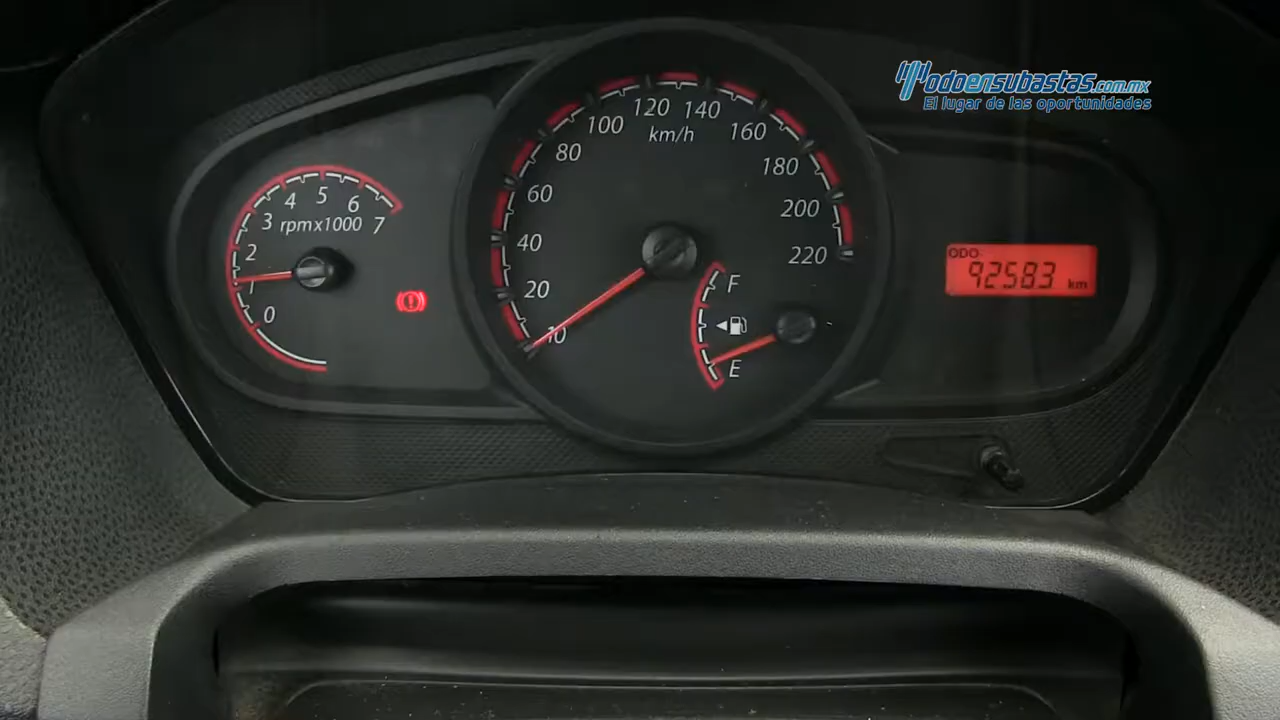 Todoensubastas.com.mx
El lugar de las oportunidades
0
1
2
3
4
5
6
7
rpmx1000
10
20
40
60
80
100
120
140
160
180
200
220
km/h
F
E
ODO
92583 km